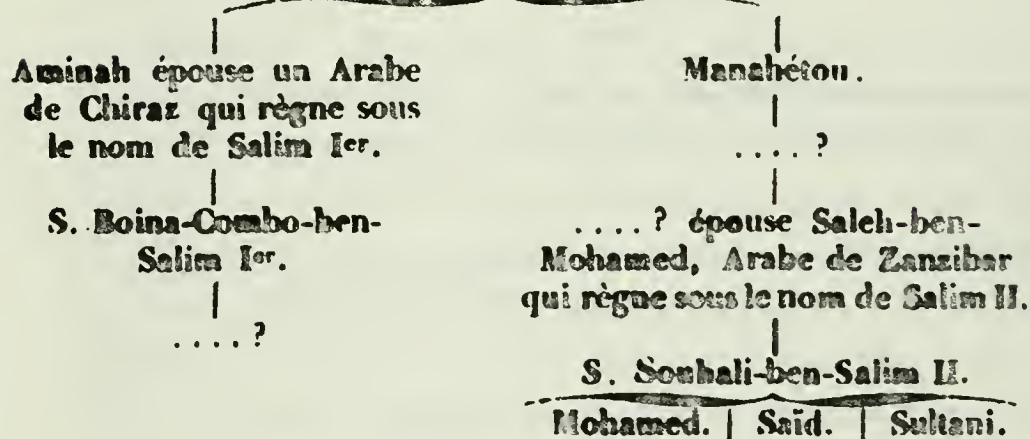 Aminah épouse un Arabe
de Chiraz qui règne sous
le nom de Salim Ier.
S. Boina-Combo-ben-
Salim Ier.
. . . . ?
Manahétou.
. . . . ?
. . . . ? épouse Saleh-ben-
Mohamed, Arabe de Zanzibar
qui règne sous le nom de Salim II.
S. Souhali-ben-Salim II.
Mohamed. | Saïd. | Sultani.